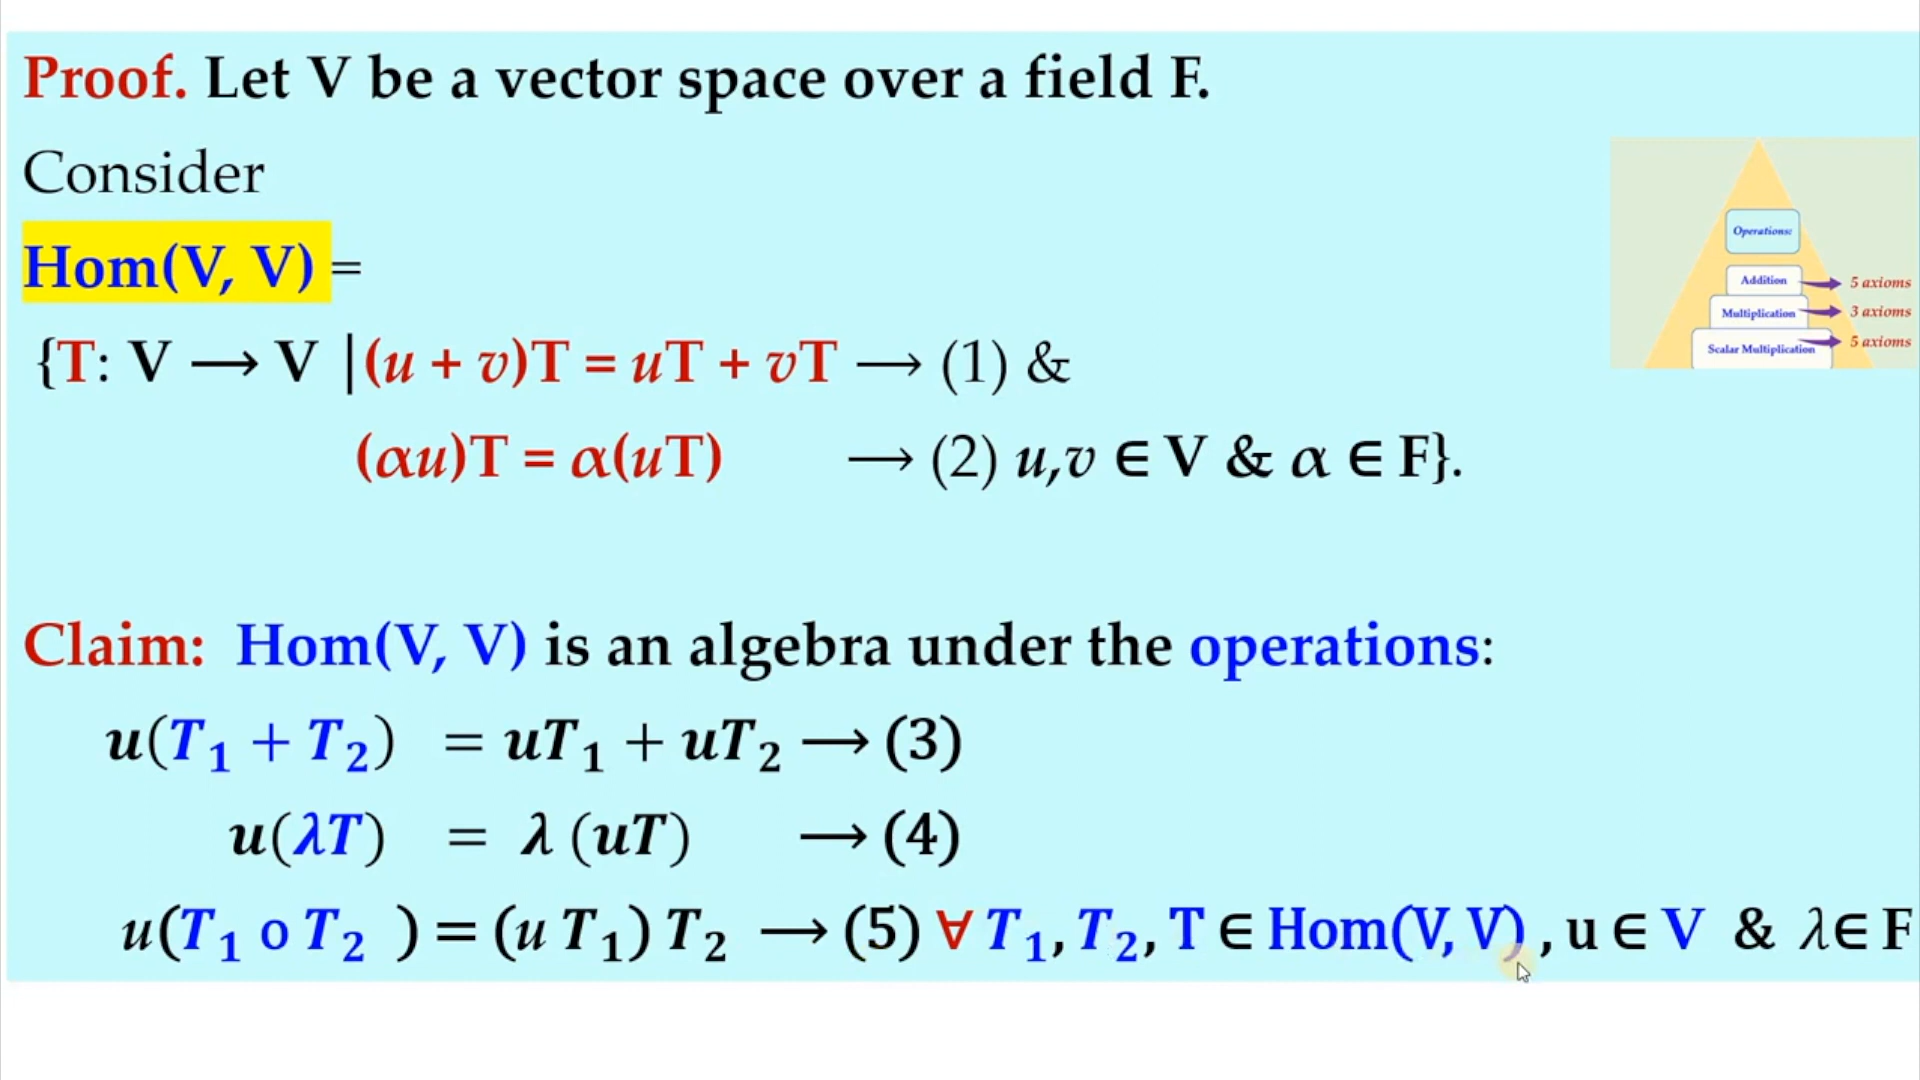 Proof. Let V be a vector space over a field F.
Consider
Hom(V, V) =
{T: V ⟶ V |(u + v)T = uT + vT ⟶ (1) &
(αu)T = α(uT) ⟶ (2) u,v ∈ V & α ∈ F}.
Operations:
Addition 5 axioms
Multiplication 3 axioms
Scalar Multiplication 5 axioms
Claim: Hom(V, V) is an algebra under the operations:
u(T₁ + T₂) = uT₁ + uT₂ ⟶ (3)
u(λT) = λ (uT) ⟶ (4)
u(T₁ o T₂ ) = (u T₁) T₂ ⟶ (5) ∀ T₁, T₂, T ∈ Hom(V, V) , u ∈ V & λ∈ F